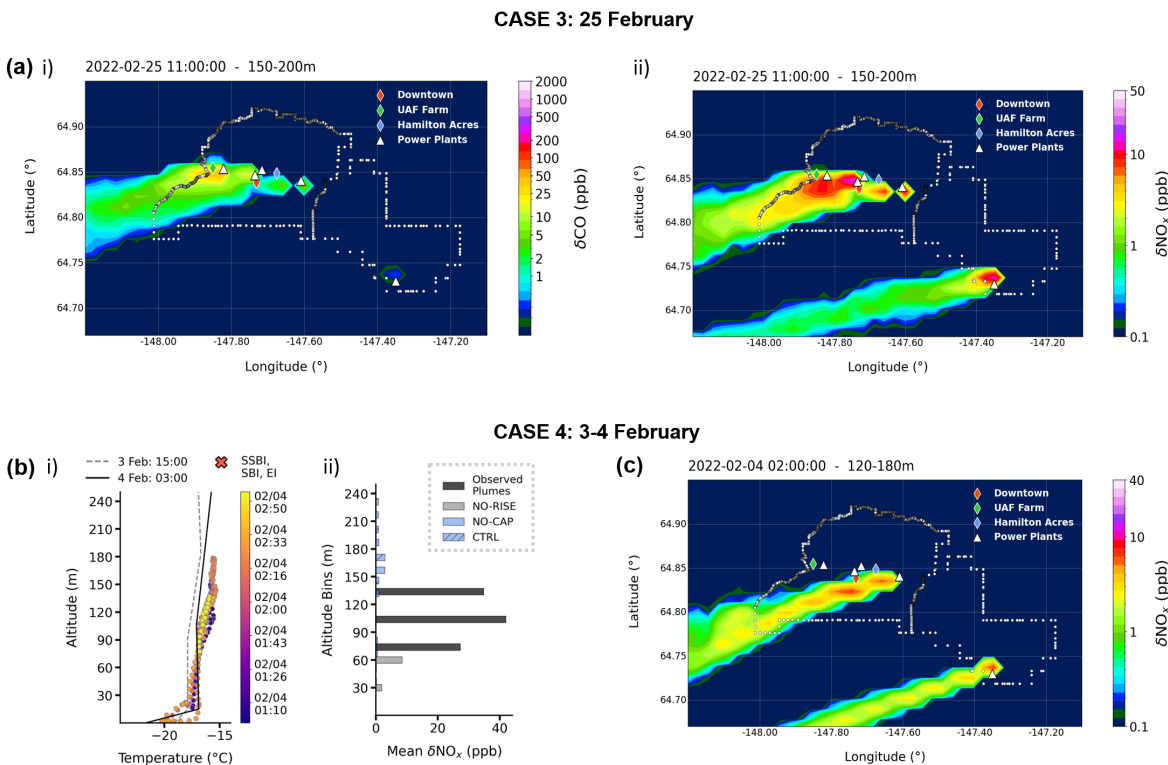 CASE 3: 25 February
(a) i)
2022-02-25 11:00:00 - 150-200m
Downtown
UAF Farm
Hamilton Acres
Power Plants
64.90
64.85
64.80
64.75
64.70
Latitude (°)
-148.00 -147.80 -147.60 -147.40 -147.20
Longitude (°)
2000
1000
500
200
100
50
20
10
5
2
1
δCO (ppb)
ii)
2022-02-25 11:00:00 - 150-200m
Downtown
UAF Farm
Hamilton Acres
Power Plants
64.90
64.85
64.80
64.75
64.70
Latitude (°)
-148.00 -147.80 -147.60 -147.40 -147.20
Longitude (°)
50
10
1
0.1
δNOx (ppb)
CASE 4: 3-4 February
(b) i)
3 Feb: 15:00
4 Feb: 03:00
SSBI,
SBI, EI
240
210
180
150
120
90
60
30
Altitude (m)
−20 −15
Temperature (°C)
02/04
02:50
02/04
02:33
02/04
02:16
02/04
02:00
02/04
01:43
02/04
01:26
02/04
01:10
ii)
Observed
Plumes
NO-RISE
NO-CAP
CTRL
240
210
180
150
120
90
60
30
Altitude Bins (m)
0 20 40
Mean δNOx (ppb)
(c)
2022-02-04 02:00:00 - 120-180m
Downtown
UAF Farm
Hamilton Acres
Power Plants
64.90
64.85
64.80
64.75
64.70
Latitude (°)
-148.00 -147.80 -147.60 -147.40 -147.20
Longitude (°)
40
10
1
0.1
δNOx (ppb)